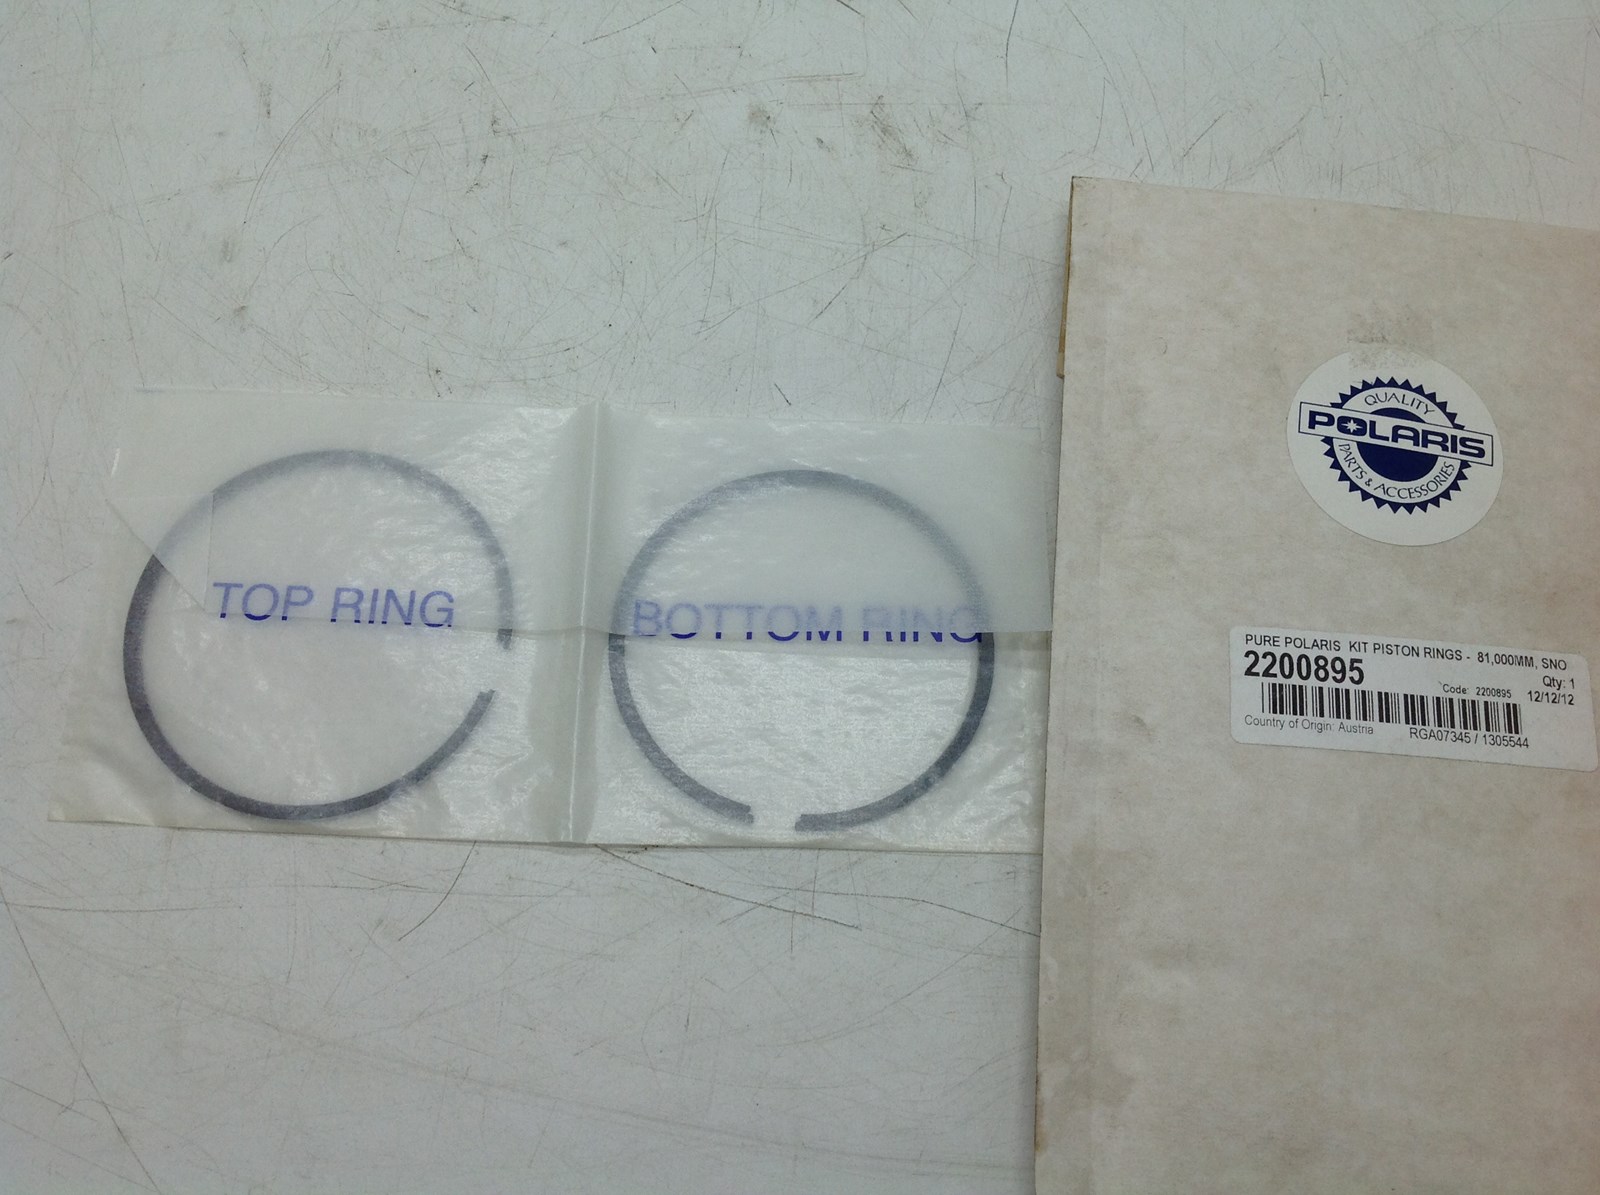 TOP RING
BOTTOM RING
QUALITY
POLARIS
PARTS & ACCESSORIES
PURE POLARIS KIT PISTON RINGS - 81,000MM, SNO
2200895
Qty: 1
Code: 2200895 12/12/12
Country of Origin: Austria RGA07345 / 1305544